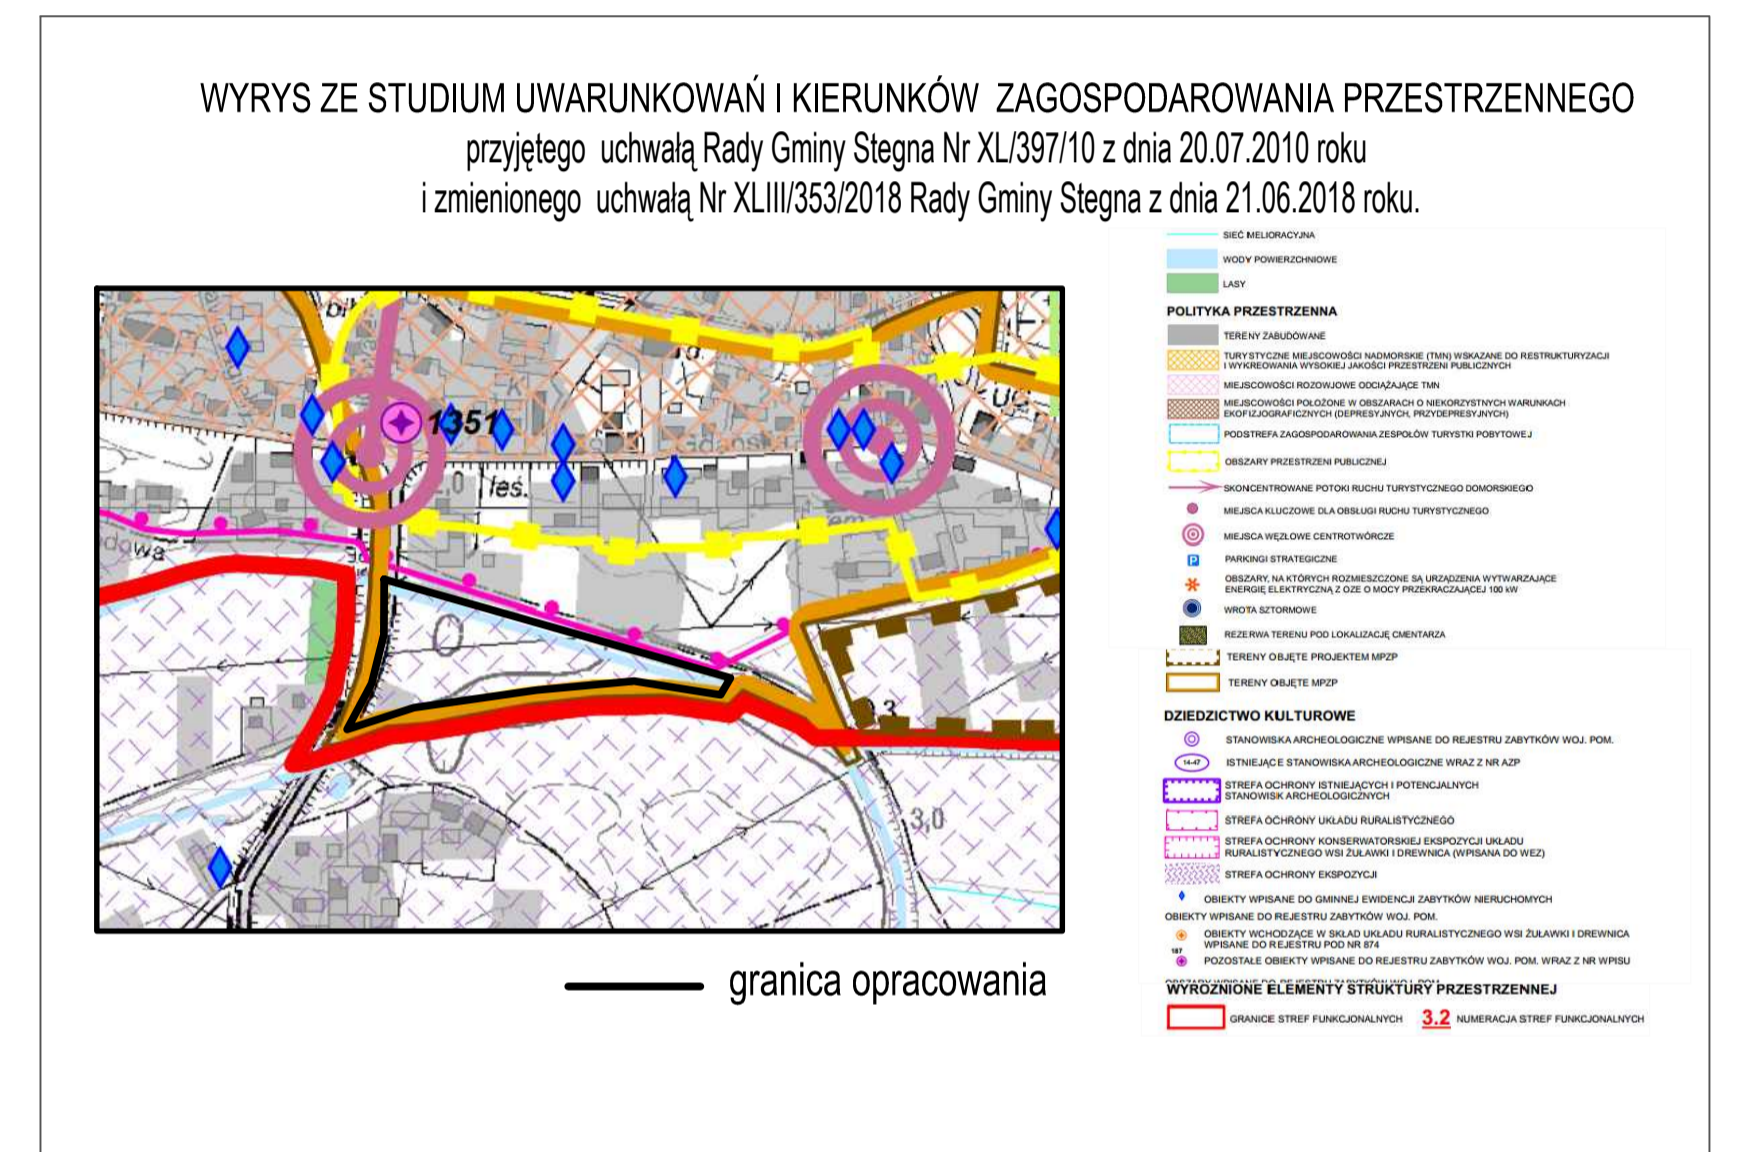 WYRYS ZE STUDIUM UWARUNKOWAŃ I KIERUNKÓW ZAGOSPODAROWANIA PRZESTRZENNEGO
przyjętego uchwałą Rady Gminy Stegna Nr XL/397/10 z dnia 20.07.2010 roku
i zmienionego uchwałą Nr XLIII/353/2018 Rady Gminy Stegna z dnia 21.06.2018 roku.
1351
leś.
3,0
granica opracowania
SIEĆ MELIORACYJNA
WODY POWIERZCHNIOWE
LASY
POLITYKA PRZESTRZENNA
TERENY ZABUDOWANE
TURYSTYCZNE MIEJSCOWOŚCI NADMORSKIE (TMN) WSKAZANE DO RESTRUKTURYZACJI
I WYKREOWANIA WYSOKIEJ JAKOŚCI PRZESTRZENI PUBLICZNYCH
MIEJSCOWOŚCI ROZOWJOWE ODCIĄŻAJĄCE TMN
MIEJSCOWOŚCI POŁOŻONE W OBSZARACH O NIEKORZYSTNYCH WARUNKACH
EKOFIZJOGRAFICZNYCH (DEPRESYJNYCH, PRZYDEPRESYJNYCH)
PODSTREFA ZAGOSPODAROWANIA ZESPOŁÓW TURYSTKI POBYTOWEJ
OBSZARY PRZESTRZENI PUBLICZNEJ
SKONCENTROWANE POTOKI RUCHU TURYSTYCZNEGO DOMORSKIEGO
MIEJSCA KLUCZOWE DLA OBSŁUGI RUCHU TURYSTYCZNEGO
MIEJSCA WĘZŁOWE CENTROTWÓRCZE
P PARKINGI STRATEGICZNE
OBSZARY, NA KTÓRYCH ROZMIESZCZONE SĄ URZĄDZENIA WYTWARZAJĄCE
ENERGIĘ ELEKTRYCZNĄ Z OZE O MOCY PRZEKRACZAJĄCEJ 100 kW
WROTA SZTORMOWE
REZERWA TERENU POD LOKALIZACJĘ CMENTARZA
TERENY OBJĘTE PROJEKTEM MPZP
TERENY OBJĘTE MPZP
DZIEDZICTWO KULTUROWE
STANOWISKA ARCHEOLOGICZNE WPISANE DO REJESTRU ZABYTKÓW WOJ. POM.
14-47 ISTNIEJĄCE STANOWISKA ARCHEOLOGICZNE WRAZ Z NR AZP
STREFA OCHRONY ISTNIEJĄCYCH I POTENCJALNYCH
STANOWISK ARCHEOLOGICZNYCH
STREFA OCHRONY UKŁADU RURALISTYCZNEGO
STREFA OCHRONY KONSERWATORSKIEJ EKSPOZYCJI UKŁADU
RURALISTYCZNEGO WSI ŻUŁAWKI I DREWNICA (WPISANA DO WEZ)
STREFA OCHRONY EKSPOZYCJI
OBIEKTY WPISANE DO GMINNEJ EWIDENCJI ZABYTKÓW NIERUCHOMYCH
OBIEKTY WPISANE DO REJESTRU ZABYTKÓW WOJ. POM.
OBIEKTY WCHODZĄCE W SKŁAD UKŁADU RURALISTYCZNEGO WSI ŻUŁAWKI I DREWNICA
WPISANE DO REJESTRU POD NR 874
187 POZOSTAŁE OBIEKTY WPISANE DO REJESTRU ZABYTKÓW WOJ. POM. WRAZ Z NR WPISU
WYRÓŻNIONE ELEMENTY STRUKTURY PRZESTRZENNEJ
GRANICE STREF FUNKCJONALNYCH 3.2 NUMERACJA STREF FUNKCJONALNYCH